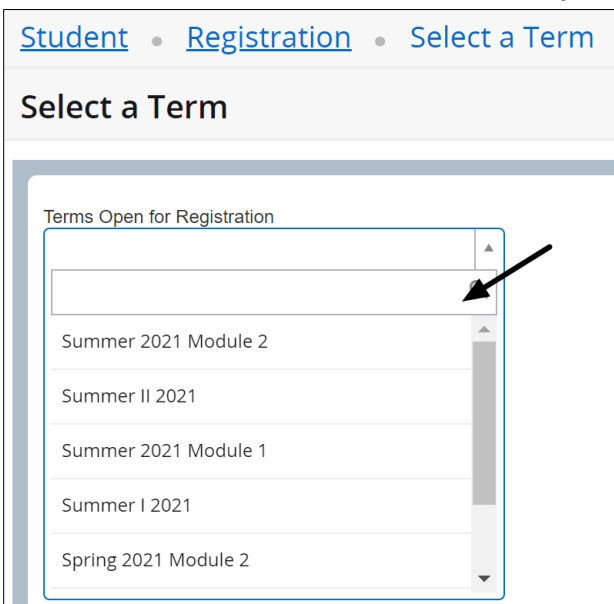 Student • Registration • Select a Term
Select a Term
Terms Open for Registration
Summer 2021 Module 2
Summer II 2021
Summer 2021 Module 1
Summer I 2021
Spring 2021 Module 2